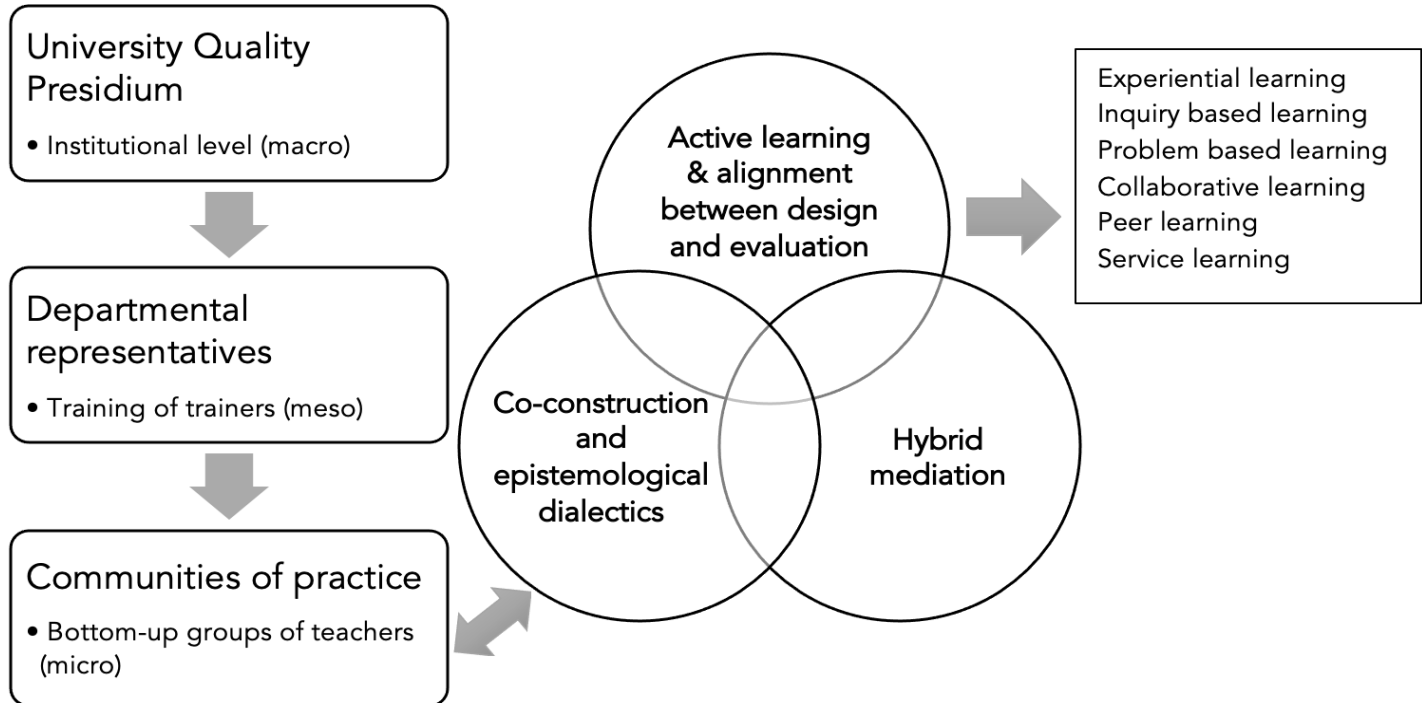 University Quality
Presidium
• Institutional level (macro)
Departmental
representatives
• Training of trainers (meso)
Communities of practice
• Bottom-up groups of teachers
(micro)
Active learning
& alignment
between design
and evaluation
Co-construction
and
epistemological
dialectics
Hybrid
mediation
Experiential learning
Inquiry based learning
Problem based learning
Collaborative learning
Peer learning
Service learning